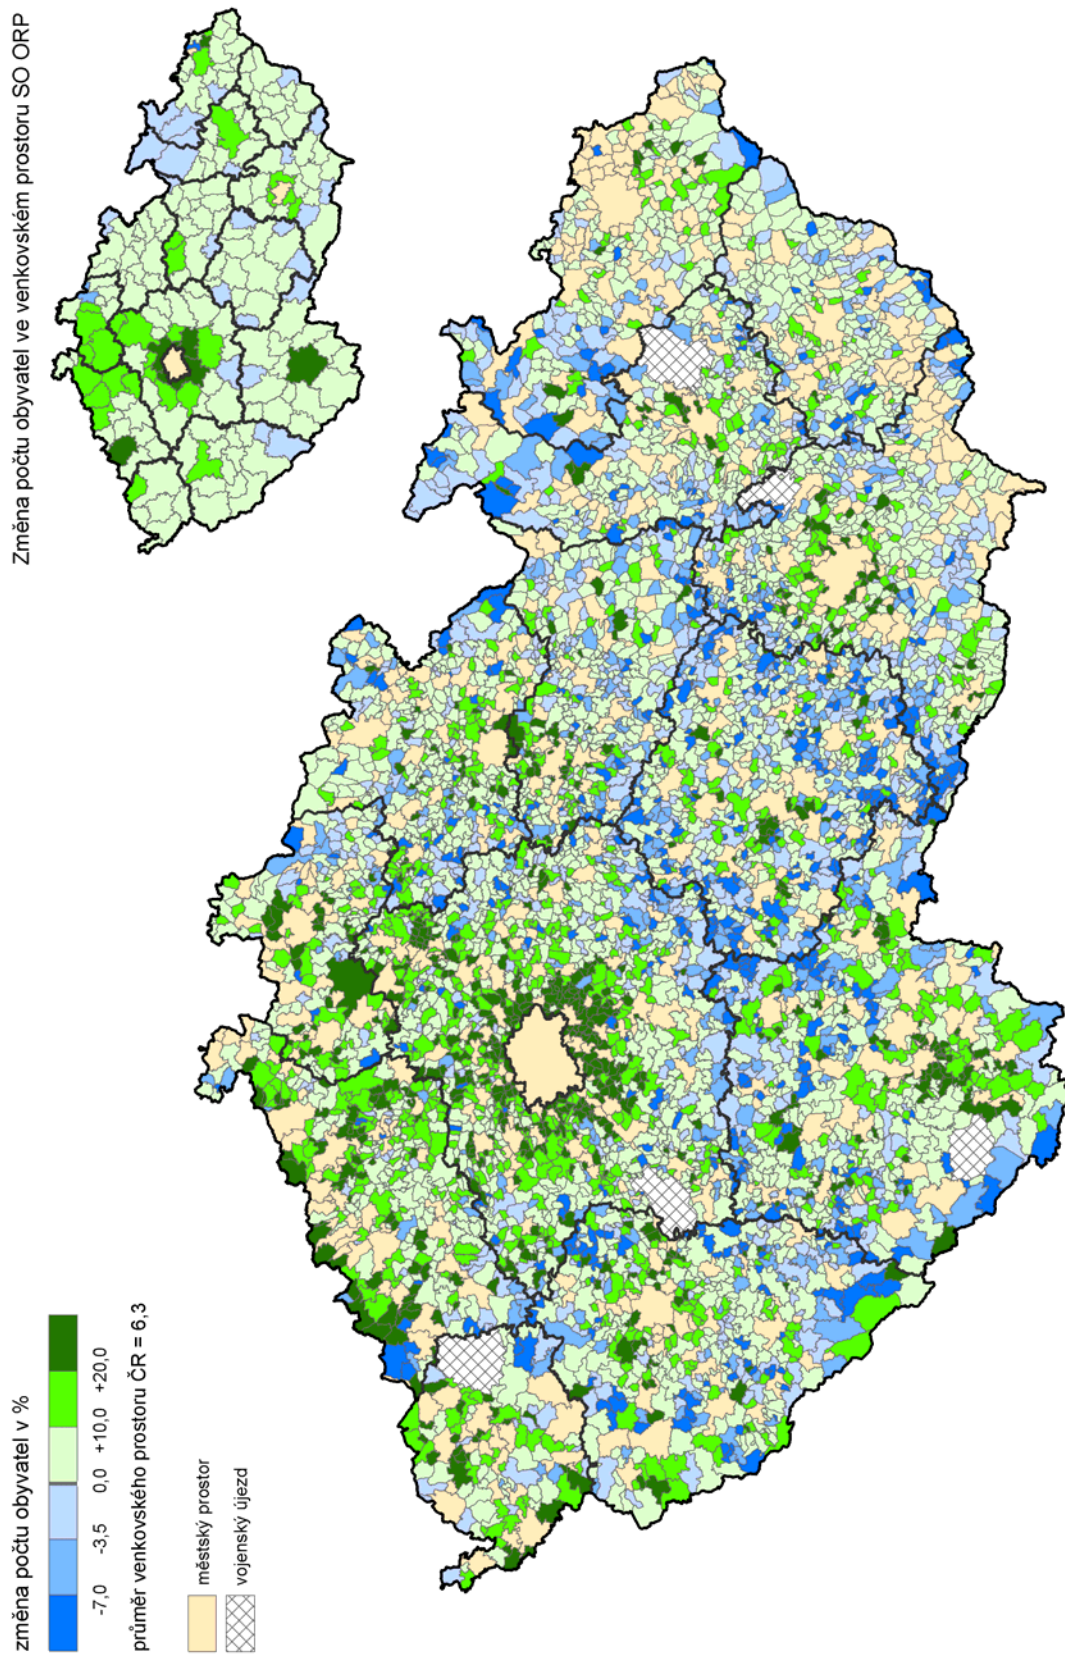 Změna počtu obyvatel ve venkovském prostoru SO ORP
změna počtu obyvatel v %
-7,0 -3,5 0,0 +10,0 +20,0
průměr venkovského prostoru ČR = 6,3
městský prostor
vojenský újezd